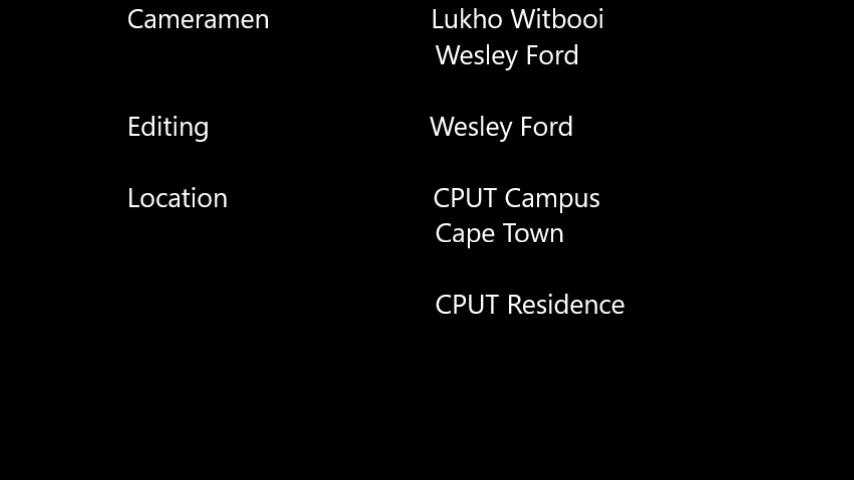 Cameramen Lukho Witbooi
Wesley Ford
Editing Wesley Ford
Location CPUT Campus
Cape Town
CPUT Residence